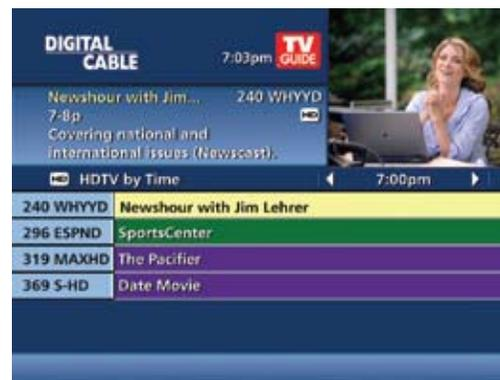 DIGITAL
CABLE
7:03pm
TV
GUIDE
Newshour with Jim... 240 WHYYD
7-8p HD
Covering national and
international issues (Newscast).
HD HDTV by Time 7:00pm
240 WHYYD Newshour with Jim Lehrer
296 ESPND SportsCenter
319 MAXHD The Pacifier
369 S-HD Date Movie